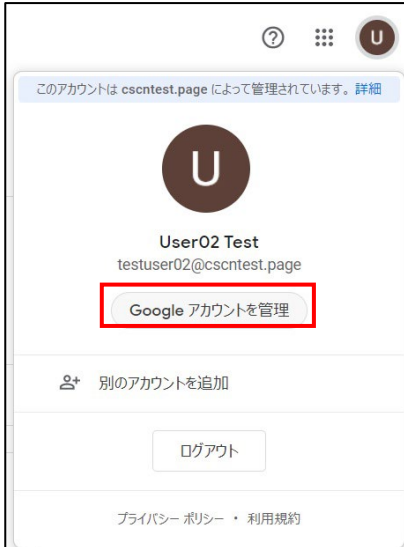 U
このアカウントは cscntest.page によって管理されています。 詳細
U
User02 Test
testuser02@cscntest.page
Google アカウントを管理
別のアカウントを追加
ログアウト
プライバシー ポリシー ・ 利用規約